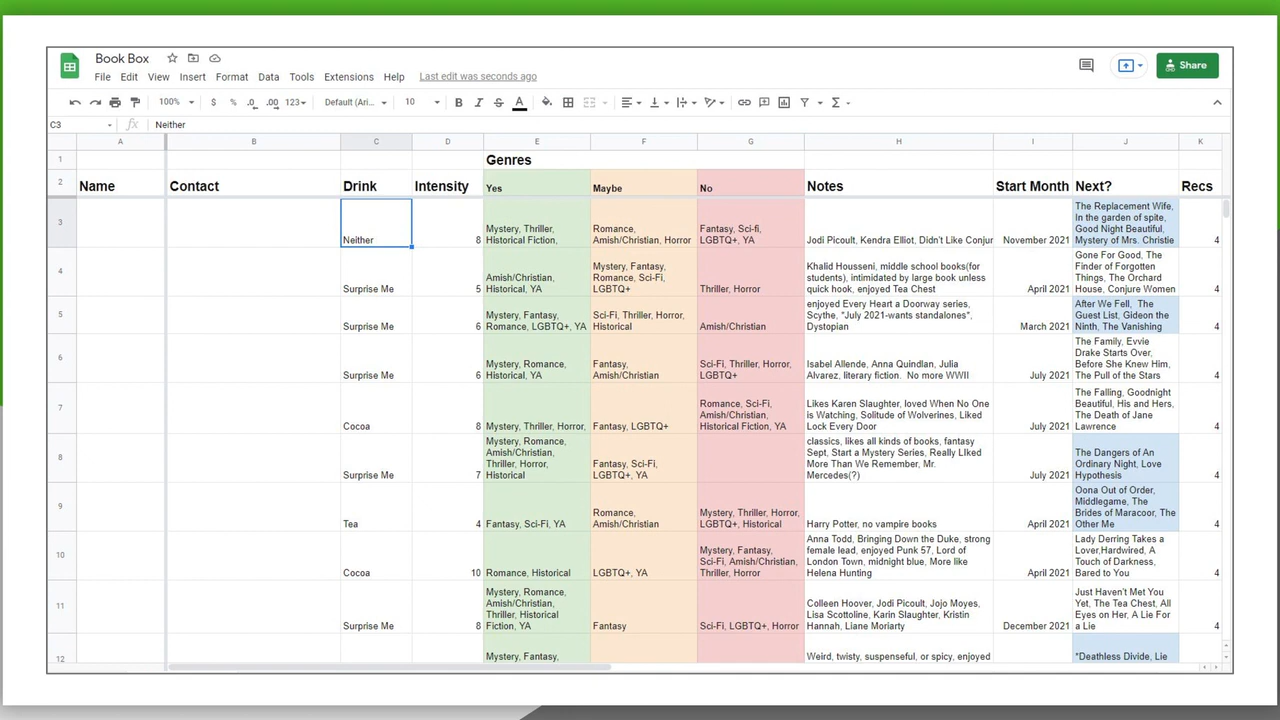 Book Box
File Edit View Insert Format Data Tools Extensions Help Last edit was seconds ago
Share
100% $ % .0 .00 123 Default (Ari... 10 B I S A
C3 fx Neither
A B C D E F G H I J K
1 Genres
2 Name Contact Drink Intensity Yes Maybe No Notes Start Month Next? Recs
3
Neither
8
Mystery, Thriller,
Historical Fiction,
Romance,
Amish/Christian, Horror
Fantasy, Sci-fi,
LGBTQ+, YA
Jodi Picoult, Kendra Elliot, Didn't Like Conjur
November 2021
The Replacement Wife,
In the garden of spite,
Good Night Beautiful,
Mystery of Mrs. Christie
4
4
Surprise Me
5
Amish/Christian,
Historical, YA
Mystery, Fantasy,
Romance, Sci-Fi,
LGBTQ+
Thriller, Horror
Khalid Housseni, middle school books(for
students), intimidated by large book unless
quick hook, enjoyed Tea Chest
April 2021
Gone For Good, The
Finder of Forgotten
Things, The Orchard
House, Conjure Women
4
5
Surprise Me
6
Mystery, Fantasy,
Romance, LGBTQ+, YA
Sci-Fi, Thriller, Horror,
Historical
Amish/Christian
enjoyed Every Heart a Doorway series,
Scythe, "July 2021-wants standalones",
Dystopian
March 2021
After We Fell, The
Guest List, Gideon the
Ninth, The Vanishing
4
6
Surprise Me
6
Mystery, Romance,
Historical, YA
Fantasy,
Amish/Christian
Sci-Fi, Thriller, Horror,
LGBTQ+
Isabel Allende, Anna Quindlan, Julia
Alvarez, literary fiction. No more WWII
July 2021
The Family, Evvie
Drake Starts Over,
Before She Knew Him,
The Pull of the Stars
4
7
Cocoa
8
Mystery, Thriller, Horror,
Fantasy, LGBTQ+
Romance, Sci-Fi,
Amish/Christian,
Historical Fiction, YA
Likes Karen Slaughter, loved When No One
is Watching, Solitude of Wolverines, Liked
Lock Every Door
July 2021
The Falling, Goodnight
Beautiful, His and Hers,
The Death of Jane
Lawrence
4
8
Surprise Me
7
Mystery, Romance,
Amish/Christian,
Thriller, Horror,
Historical
Fantasy, Sci-Fi,
LGBTQ+, YA
classics, likes all kinds of books, fantasy
Sept, Start a Mystery Series, Really LIked
More Than We Remember, Mr.
Mercedes(?)
July 2021
The Dangers of An
Ordinary Night, Love
Hypothesis
4
9
Tea
4
Fantasy, Sci-Fi, YA
Romance,
Amish/Christian
Mystery, Thriller, Horror,
LGBTQ+, Historical
Harry Potter, no vampire books
April 2021
Oona Out of Order,
Middlegame, The
Brides of Maracoor, The
Other Me
4
10
Cocoa
10
Romance, Historical
LGBTQ+, YA
Mystery, Fantasy,
Sci-Fi, Amish/Christian,
Thriller, Horror
Anna Todd, Bringing Down the Duke, strong
female lead, enjoyed Punk 57, Lord of
London Town, midnight blue, More like
Helena Hunting
April 2021
Lady Derring Takes a
Lover,Hardwired, A
Touch of Darkness,
Bared to You
4
11
Surprise Me
8
Mystery, Romance,
Amish/Christian,
Thriller, Historical
Fiction, YA
Fantasy
Sci-Fi, LGBTQ+, Horror
Colleen Hoover, Jodi Picoult, Jojo Moyes,
Lisa Scottoline, Karin Slaughter, Kristin
Hannah, Liane Moriarty
December 2021
Just Haven't Met You
Yet, The Tea Chest, All
Eyes on Her, A Lie For
a Lie
4
12
Mystery, Fantasy,
Weird, twisty, suspenseful, or spicy, enjoyed
*Deathless Divide, Lie